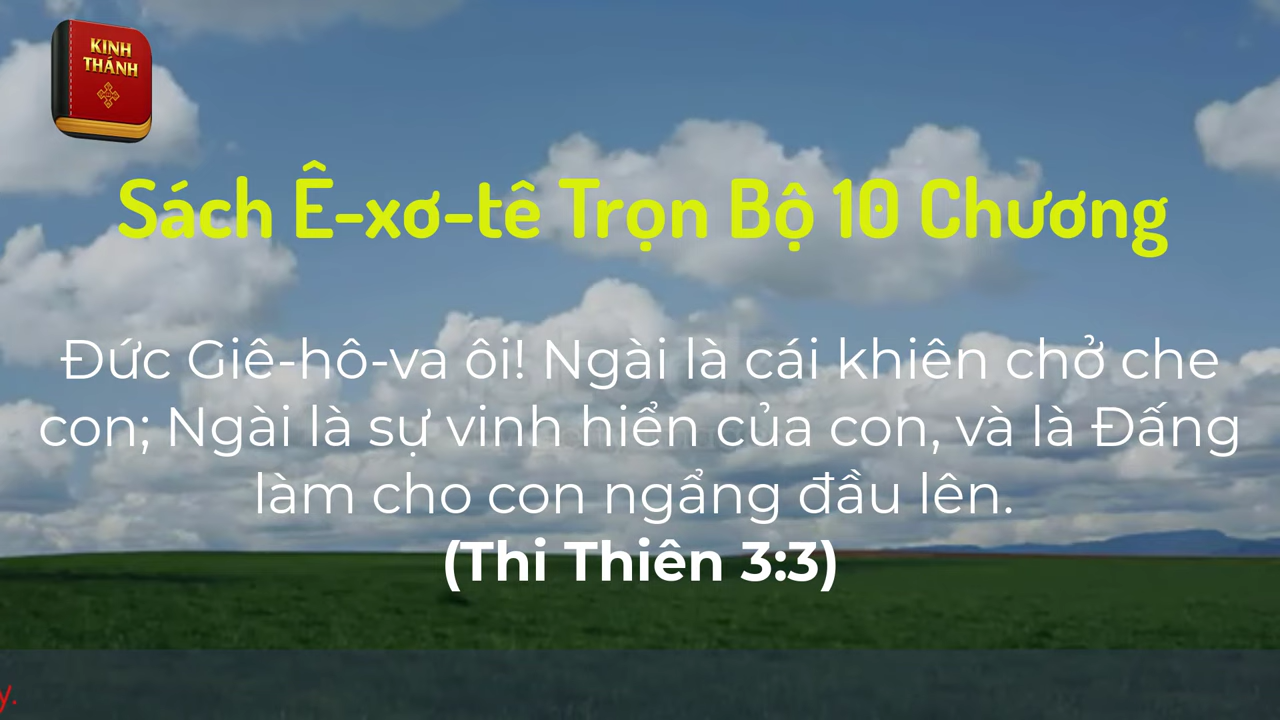 KINH
THÁNH
Sách Ê-xơ-tê Trọn Bộ 10 Chương
Đức Giê-hô-va ôi! Ngài là cái khiên chở che
con; Ngài là sự vinh hiển của con, và là Đấng
làm cho con ngẩng đầu lên.
(Thi Thiên 3:3)
y.